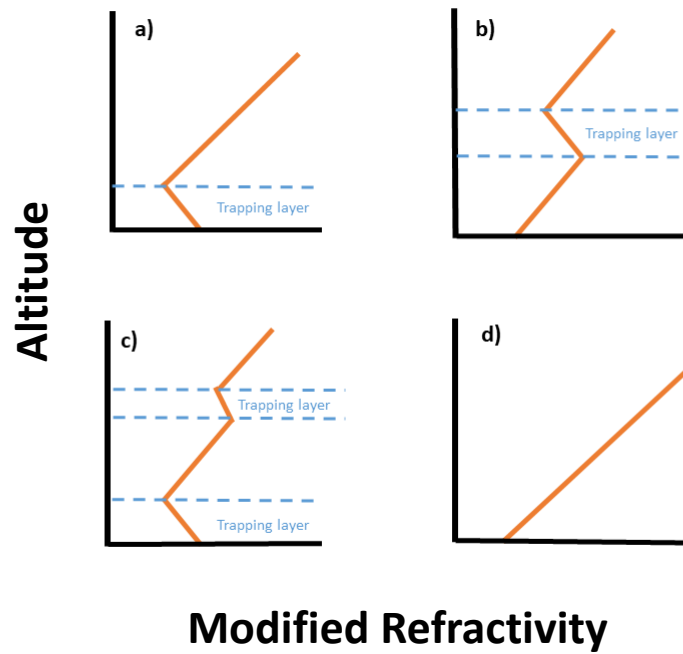 a)
Trapping layer
b)
Trapping layer
Altitude
c)
Trapping layer
Trapping layer
d)
Modified Refractivity